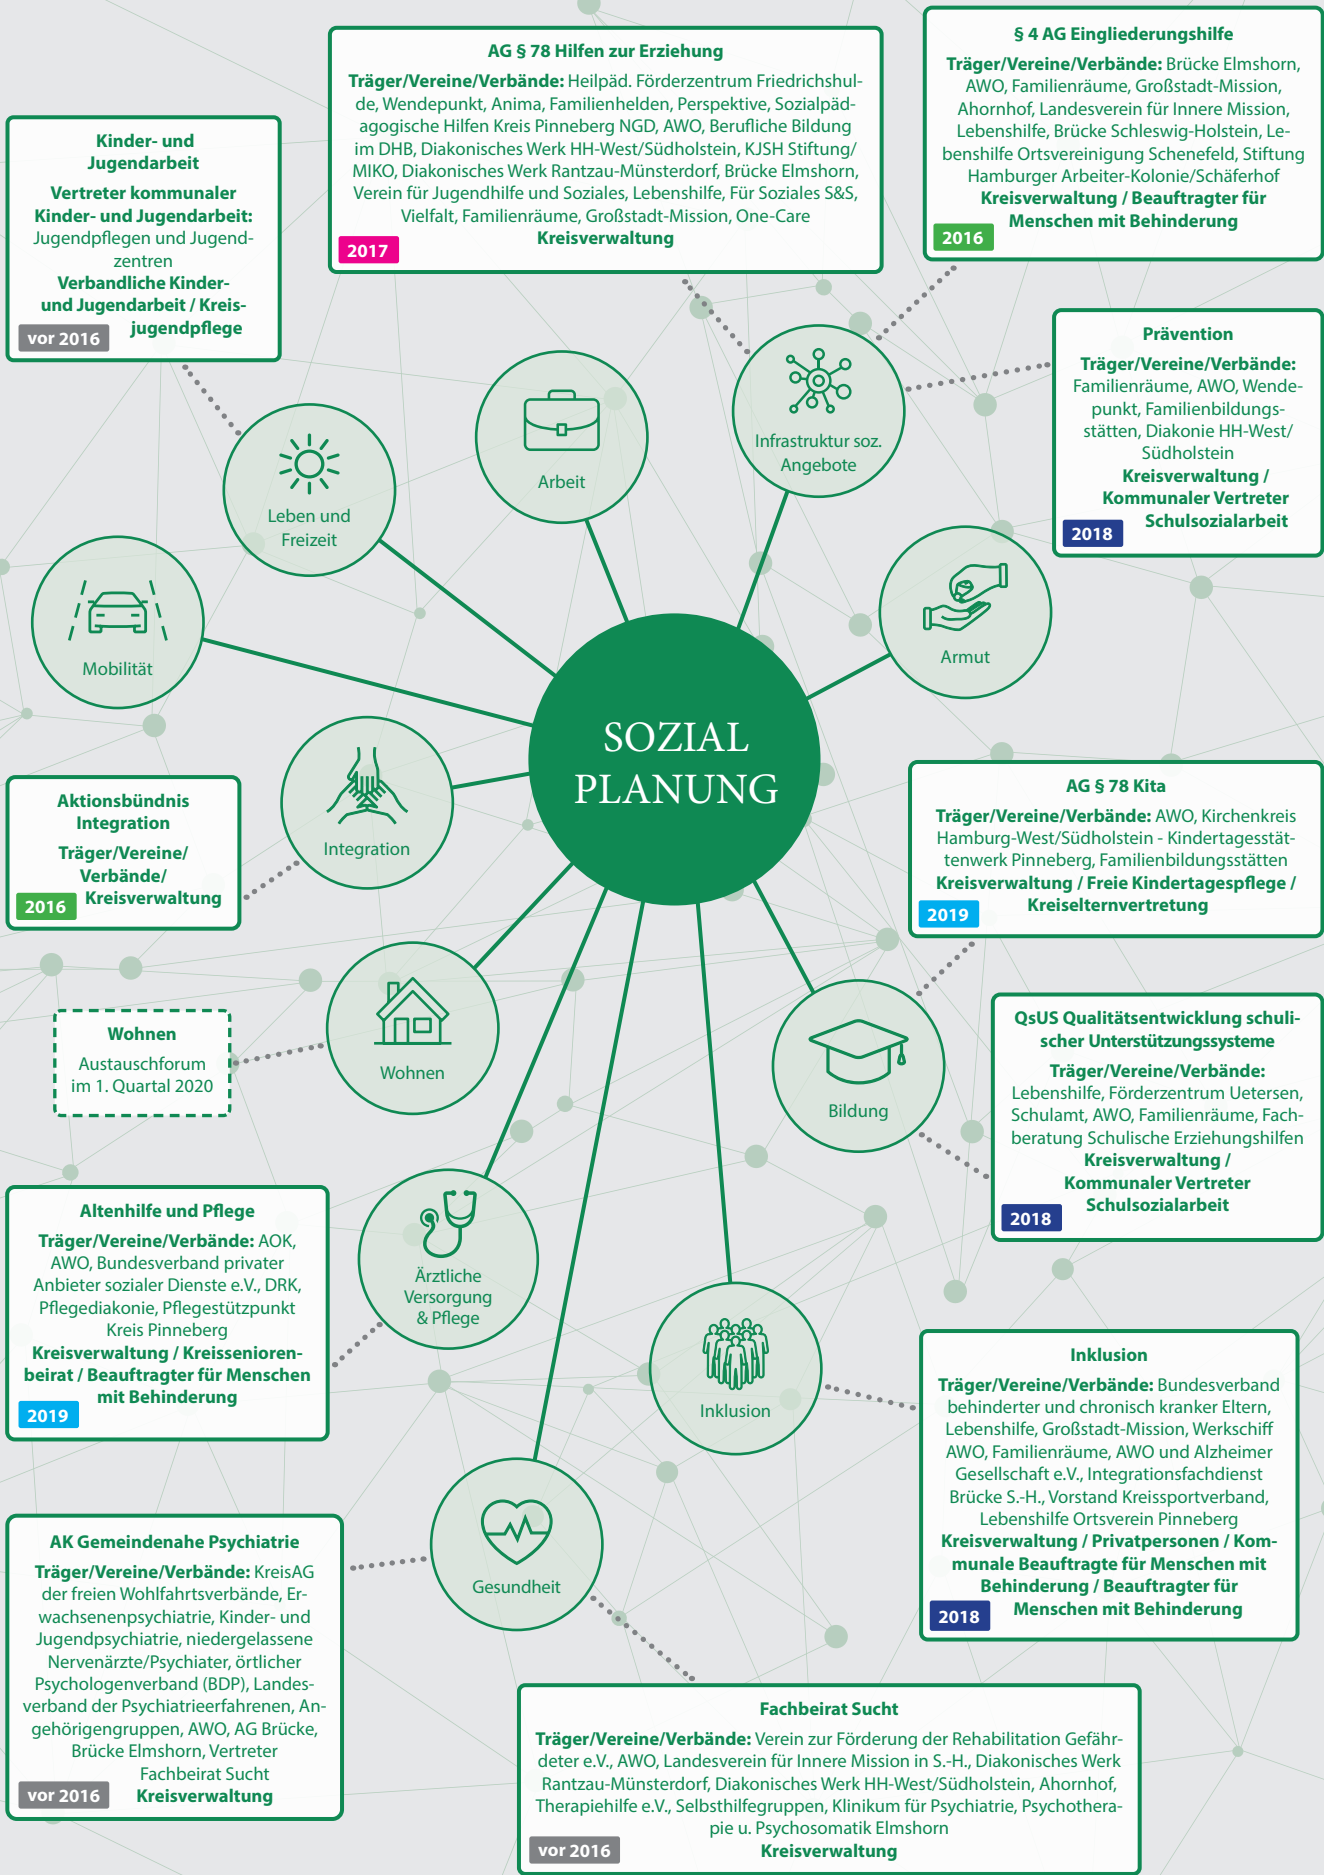 AG § 78 Hilfen zur Erziehung
Träger/Vereine/Verbände: Heilpäd. Förderzentrum Friedrichshul-
de, Wendepunkt, Anima, Familienhelden, Perspektive, Sozialpäd-
agogische Hilfen Kreis Pinneberg NGD, AWO, Berufliche Bildung
im DHB, Diakonisches Werk HH-West/Südholstein, KJSH Stiftung/
MIKO, Diakonisches Werk Rantzau-Münsterdorf, Brücke Elmshorn,
Verein für Jugendhilfe und Soziales, Lebenshilfe, Für Soziales S&S,
Vielfalt, Familienräume, Großstadt-Mission, One-Care
Kreisverwaltung
2017
§ 4 AG Eingliederungshilfe
Träger/Vereine/Verbände: Brücke Elmshorn,
AWO, Familienräume, Großstadt-Mission,
Ahornhof, Landesverein für Innere Mission,
Lebenshilfe, Brücke Schleswig-Holstein, Le-
benshilfe Ortsvereinigung Schenefeld, Stiftung
Hamburger Arbeiter-Kolonie/Schäferhof
Kreisverwaltung / Beauftragter für
Menschen mit Behinderung
2016
Kinder- und
Jugendarbeit
Vertreter kommunaler
Kinder- und Jugendarbeit:
Jugendpflegen und Jugend-
zentren
Verbandliche Kinder-
und Jugendarbeit / Kreis-
jugendpflege
vor 2016
Prävention
Träger/Vereine/Verbände:
Familienräume, AWO, Wende-
punkt, Familienbildungs-
stätten, Diakonie HH-West/
Südholstein
Kreisverwaltung /
Kommunaler Vertreter
Schulsozialarbeit
2018
Infrastruktur soz.
Angebote
Arbeit
Leben und
Freizeit
Mobilität
Armut
SOZIAL
PLANUNG
Integration
Aktionsbündnis
Integration
Träger/Vereine/
Verbände/
Kreisverwaltung
2016
AG § 78 Kita
Träger/Vereine/Verbände: AWO, Kirchenkreis
Hamburg-West/Südholstein - Kindertagesstät-
tenwerk Pinneberg, Familienbildungsstätten
Kreisverwaltung / Freie Kindertagespflege /
Kreiselternvertretung
2019
Wohnen
Austauschforum
im 1. Quartal 2020
Wohnen
Bildung
QsUS Qualitätsentwicklung schuli-
scher Unterstützungssysteme
Träger/Vereine/Verbände:
Lebenshilfe, Förderzentrum Uetersen,
Schulamt, AWO, Familienräume, Fach-
beratung Schulische Erziehungshilfen
Kreisverwaltung /
Kommunaler Vertreter
Schulsozialarbeit
2018
Altenhilfe und Pflege
Träger/Vereine/Verbände: AOK,
AWO, Bundesverband privater
Anbieter sozialer Dienste e.V., DRK,
Pflegediakonie, Pflegestützpunkt
Kreis Pinneberg
Kreisverwaltung / Kreissenioren-
beirat / Beauftragter für Menschen
mit Behinderung
2019
Ärztliche
Versorgung
& Pflege
Inklusion
Inklusion
Träger/Vereine/Verbände: Bundesverband
behinderter und chronisch kranker Eltern,
Lebenshilfe, Großstadt-Mission, Werkschiff
AWO, Familienräume, AWO und Alzheimer
Gesellschaft e.V., Integrationsfachdienst
Brücke S.-H., Vorstand Kreissportverband,
Lebenshilfe Ortsverein Pinneberg
Kreisverwaltung / Privatpersonen / Kom-
munale Beauftragte für Menschen mit
Behinderung / Beauftragter für
Menschen mit Behinderung
2018
Gesundheit
AK Gemeindenahe Psychiatrie
Träger/Vereine/Verbände: KreisAG
der freien Wohlfahrtsverbände, Er-
wachsenenpsychiatrie, Kinder- und
Jugendpsychiatrie, niedergelassene
Nervenärzte/Psychiater, örtlicher
Psychologenverband (BDP), Landes-
verband der Psychiatrieerfahrenen, An-
gehörigengruppen, AWO, AG Brücke,
Brücke Elmshorn, Vertreter
Fachbeirat Sucht
Kreisverwaltung
vor 2016
Fachbeirat Sucht
Träger/Vereine/Verbände: Verein zur Förderung der Rehabilitation Gefähr-
deter e.V., AWO, Landesverein für Innere Mission in S.-H., Diakonisches Werk
Rantzau-Münsterdorf, Diakonisches Werk HH-West/Südholstein, Ahornhof,
Therapiehilfe e.V., Selbsthilfegruppen, Klinikum für Psychiatrie, Psychothera-
pie u. Psychosomatik Elmshorn
Kreisverwaltung
vor 2016